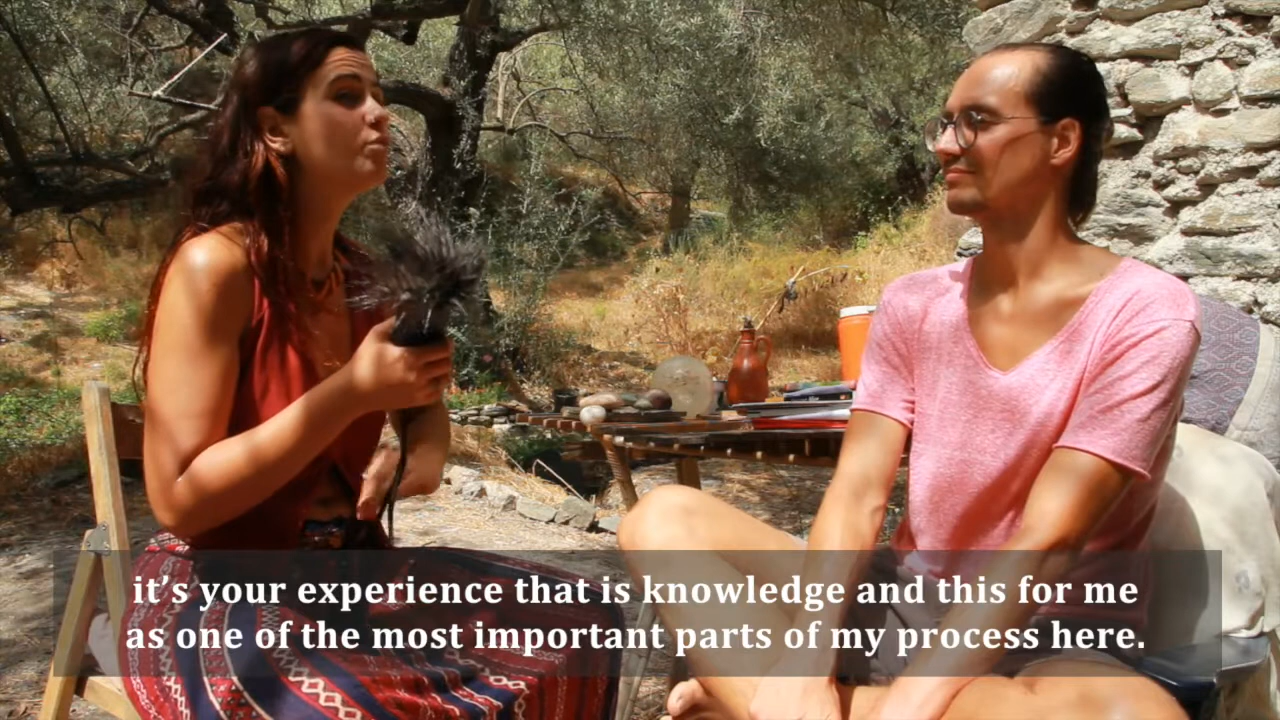 it's your experience that is knowledge and this for me
as one of the most important parts of my process here.